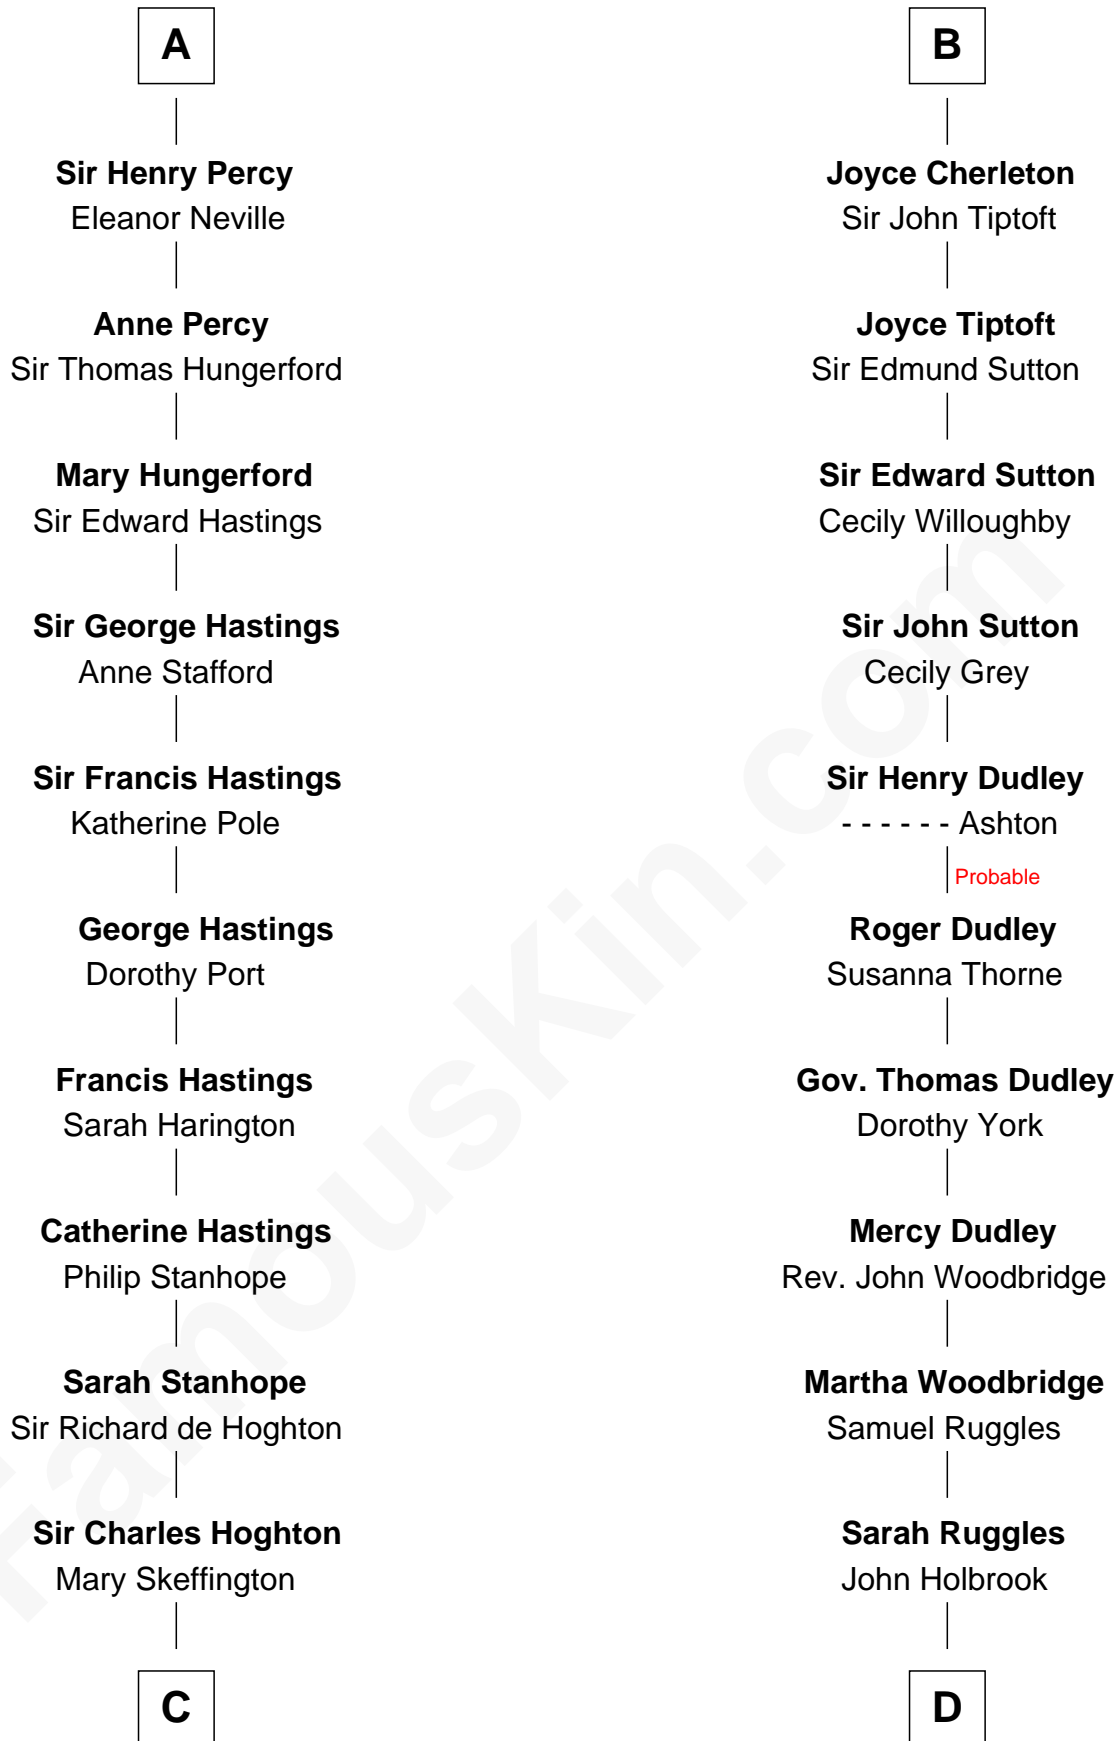 A
Sir Henry Percy
Eleanor Neville
Anne Percy
Sir Thomas Hungerford
Mary Hungerford
Sir Edward Hastings
Sir George Hastings
Anne Stafford
Sir Francis Hastings
Katherine Pole
George Hastings
Dorothy Port
Francis Hastings
Sarah Harington
Catherine Hastings
Philip Stanhope
Sarah Stanhope
Sir Richard de Hoghton
Sir Charles Hoghton
Mary Skeffington
C
B
Joyce Cherleton
Sir John Tiptoft
Joyce Tiptoft
Sir Edmund Sutton
Sir Edward Sutton
Cecily Willoughby
Sir John Sutton
Cecily Grey
Sir Henry Dudley
- - - - - - Ashton
Probable
Roger Dudley
Susanna Thorne
Gov. Thomas Dudley
Dorothy York
Mercy Dudley
Rev. John Woodbridge
Martha Woodbridge
Samuel Ruggles
Sarah Ruggles
John Holbrook
D
FamousKin.com